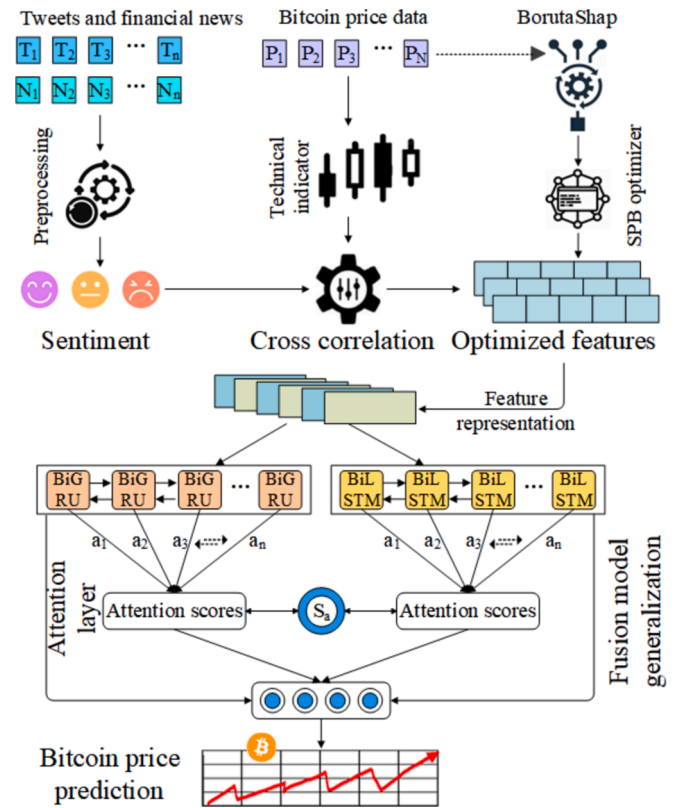 Tweets and financial news
Bitcoin price data
BorutaShap
T1 T2 T3 ... Tn
P1 P2 P3 ... PN
N1 N2 N3 ... Nn
Preprocessing
Technical
indicator
SPB optimizer
Sentiment
Cross correlation
Optimized features
Feature
representation
BiG
RU
BiG
RU
BiG
RU
...
BiG
RU
BiL
STM
BiL
STM
BiL
STM
...
BiL
STM
a1 a2 a3 an
a1 a2 a3 an
Attention
layer
Attention scores
Sa
Attention scores
Fusion model
generalization
Bitcoin price
prediction
₿